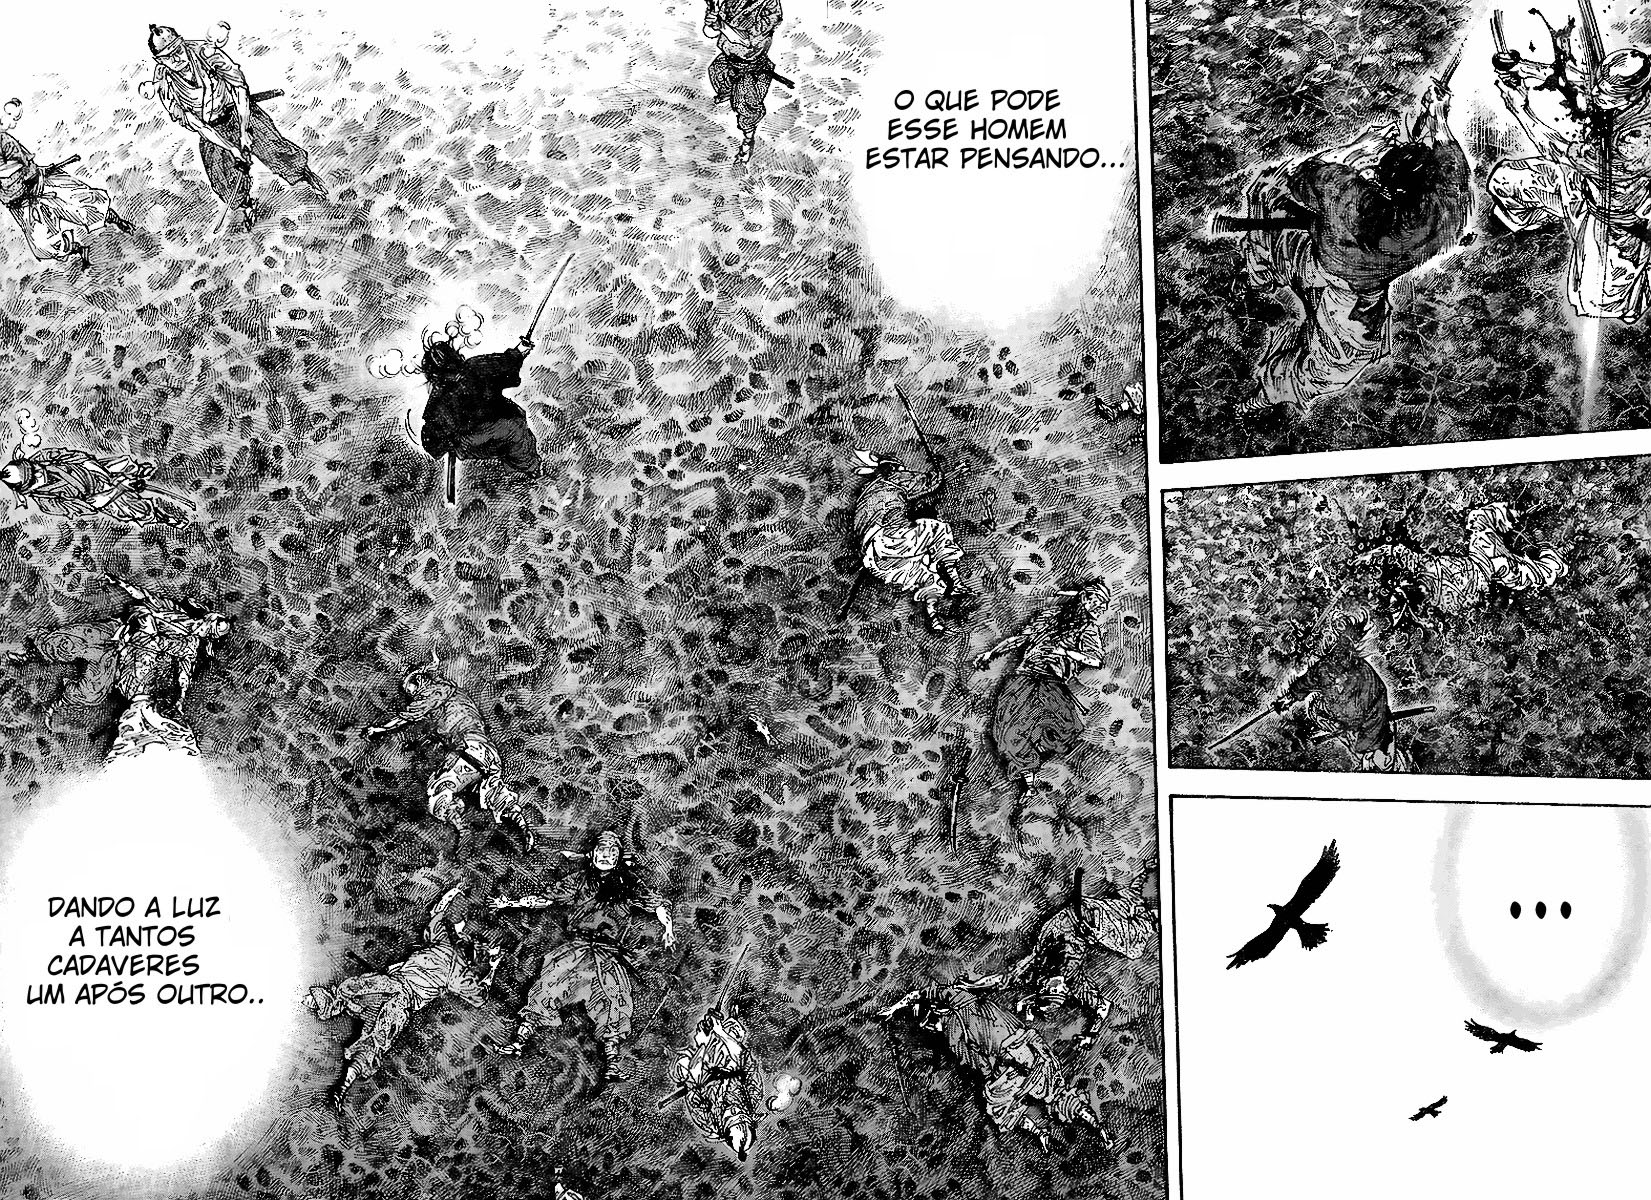 ...
O QUE PODE
ESSE HOMEM
ESTAR PENSANDO...
DANDO A LUZ
A TANTOS
CADAVERES
UM APÓS OUTRO..